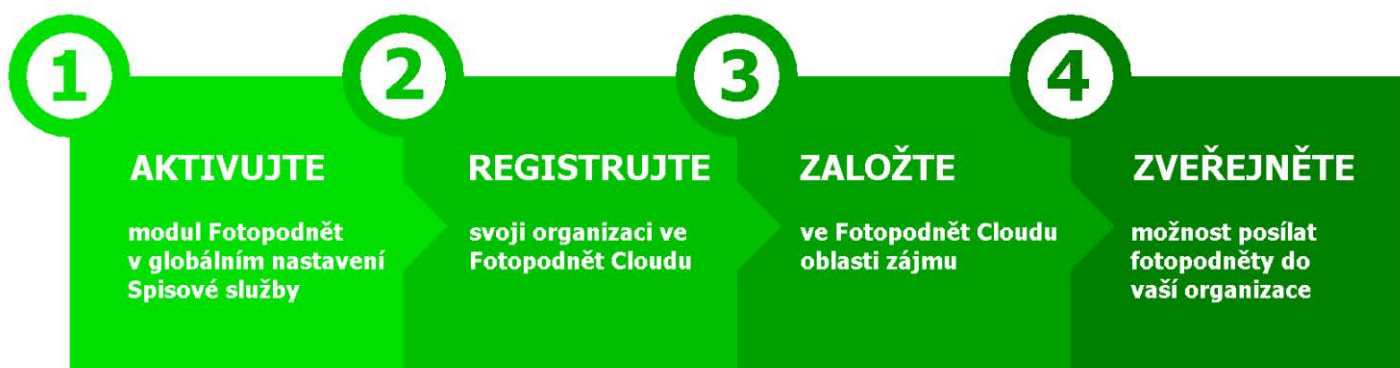 1
AKTIVUJTE
modul Fotopodnět
v globálním nastavení
Spisové služby
2
REGISTRUJTE
svoji organizaci ve
Fotopodnět Cloudu
3
ZALOŽTE
ve Fotopodnět Cloudu
oblasti zájmu
4
ZVEŘEJNĚTE
možnost posílat
fotopodněty do
vaší organizace